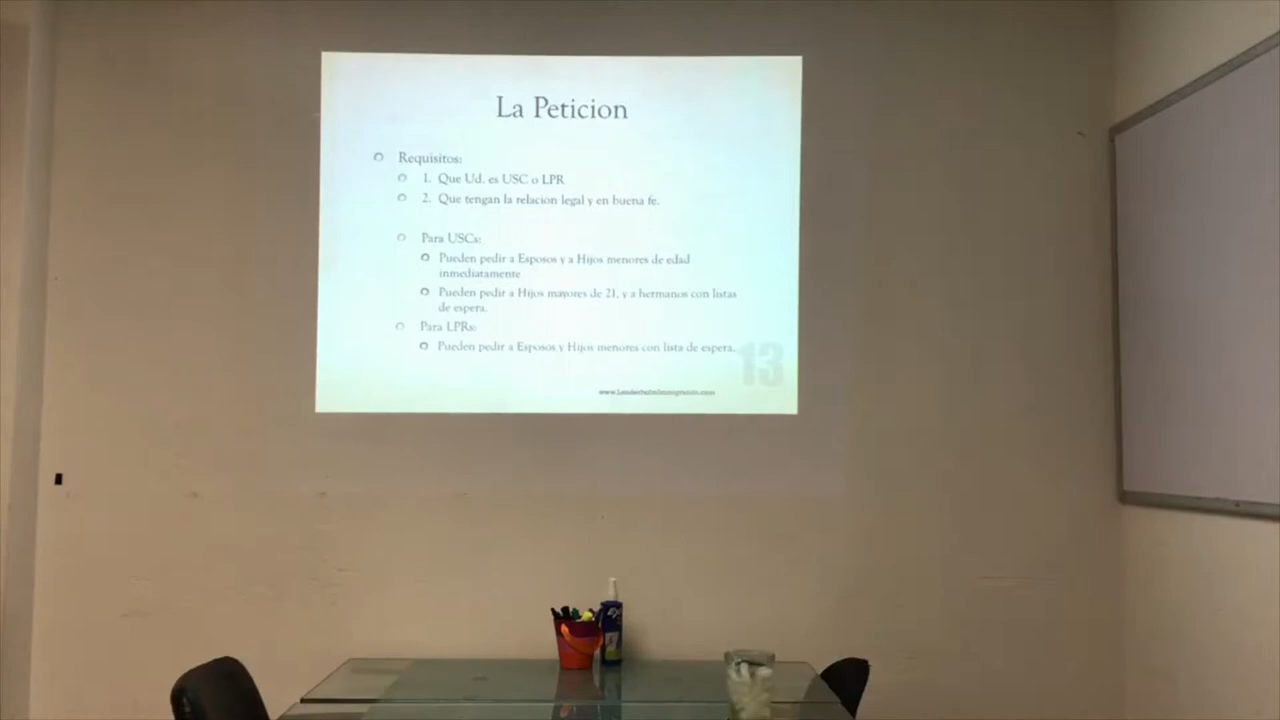 La Peticion
Requisitos:
1. Que Ud. es USC o LPR
2. Que tengan la relacion legal y en buena fe.
Para USCs:
Pueden pedir a Esposos y a Hijos menores de edad
inmediatamente
Pueden pedir a Hijos mayores de 21, y a hermanos con listas
de espera.
Para LPRs:
Pueden pedir a Esposos y Hijos menores con lista de espera.
13